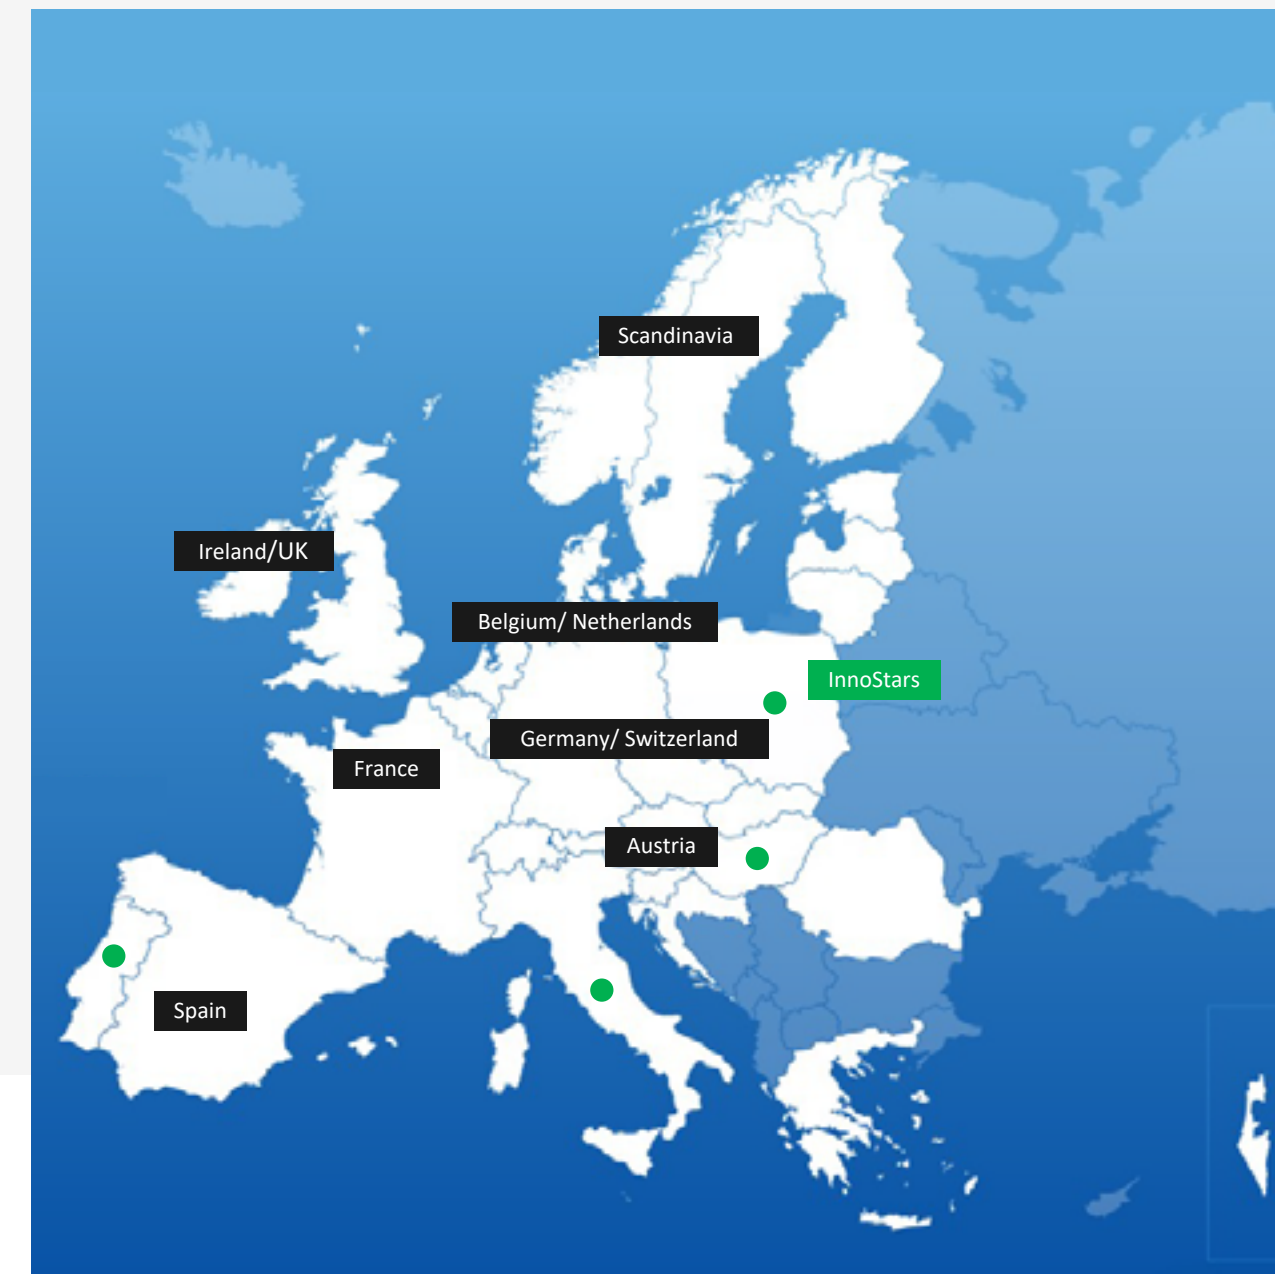 Scandinavia
Ireland/UK
Belgium/ Netherlands
InnoStars
Germany/ Switzerland
France
Austria
Spain